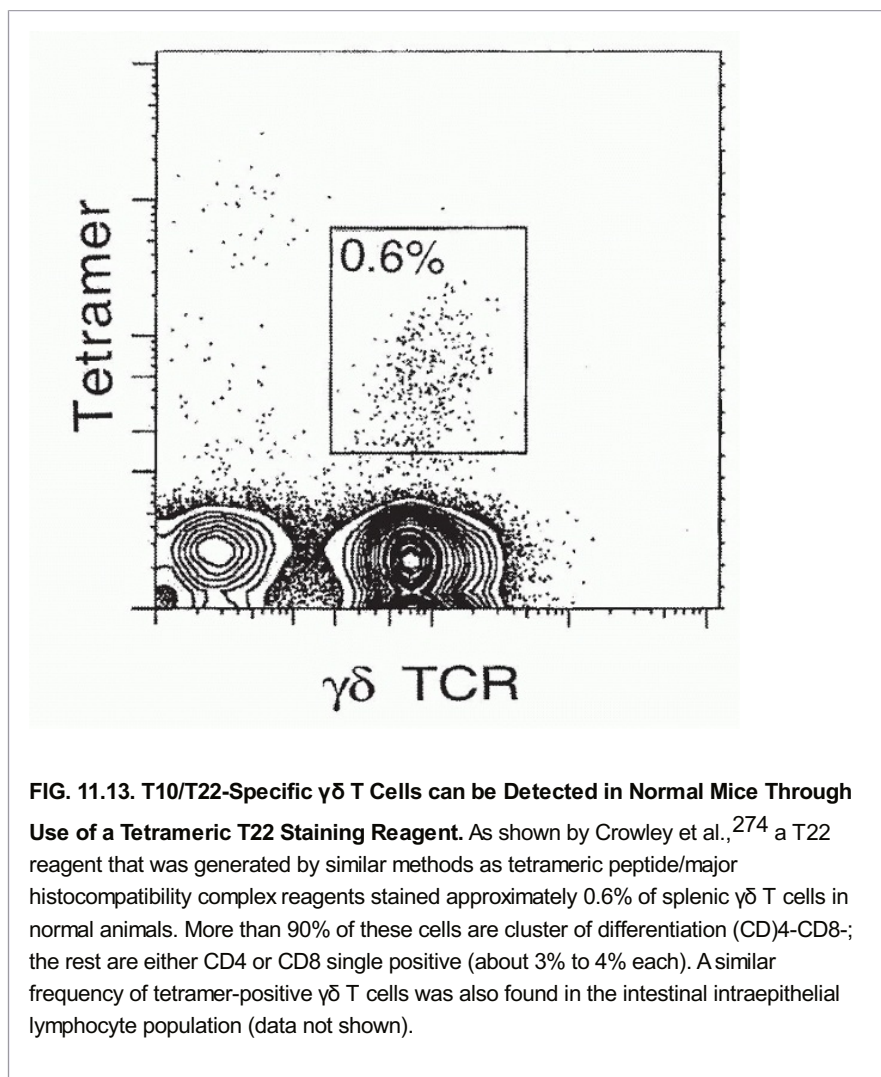 Tetramer
0.6%
γδ TCR
FIG. 11.13. T10/T22-Specific γδ T Cells can be Detected in Normal Mice Through
Use of a Tetrameric T22 Staining Reagent. As shown by Crowley et al.,274 a T22
reagent that was generated by similar methods as tetrameric peptide/major
histocompatibility complex reagents stained approximately 0.6% of splenic γδ T cells in
normal animals. More than 90% of these cells are cluster of differentiation (CD)4-CD8-;
the rest are either CD4 or CD8 single positive (about 3% to 4% each). A similar
frequency of tetramer-positive γδ T cells was also found in the intestinal intraepithelial
lymphocyte population (data not shown).